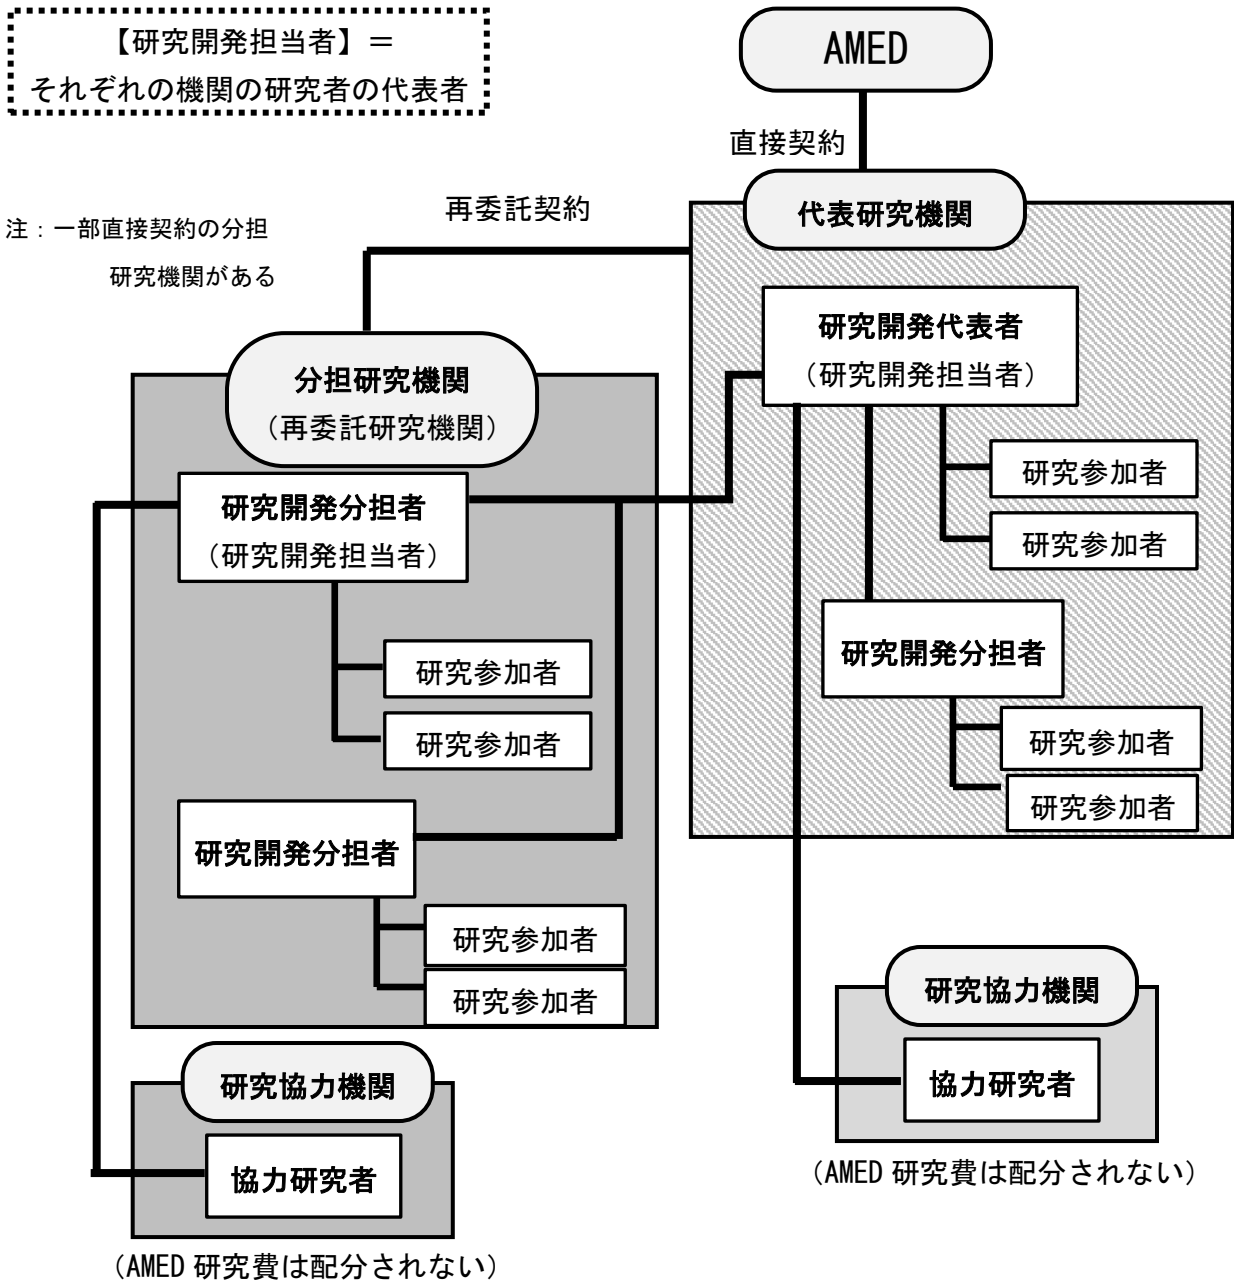 【研究開発担当者】＝
それぞれの機関の研究者の代表者
AMED
直接契約
代表研究機関
再委託契約
注：一部直接契約の分担
研究機関がある
研究開発代表者
（研究開発担当者）
研究参加者
研究参加者
研究開発分担者
研究参加者
研究参加者
分担研究機関
（再委託研究機関）
研究開発分担者
（研究開発担当者）
研究参加者
研究参加者
研究開発分担者
研究参加者
研究参加者
研究協力機関
協力研究者
（AMED 研究費は配分されない）
研究協力機関
協力研究者
（AMED 研究費は配分されない）